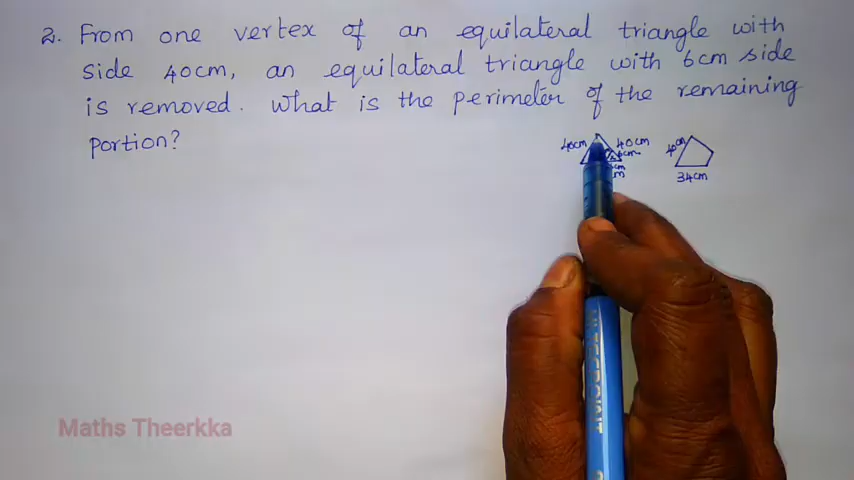 2. From one vertex of an equilateral triangle with
side 40cm, an equilateral triangle with 6cm side
is removed. What is the perimeter of the remaining
portion?
40cm 40cm
6cm
34cm
Maths Theerkka